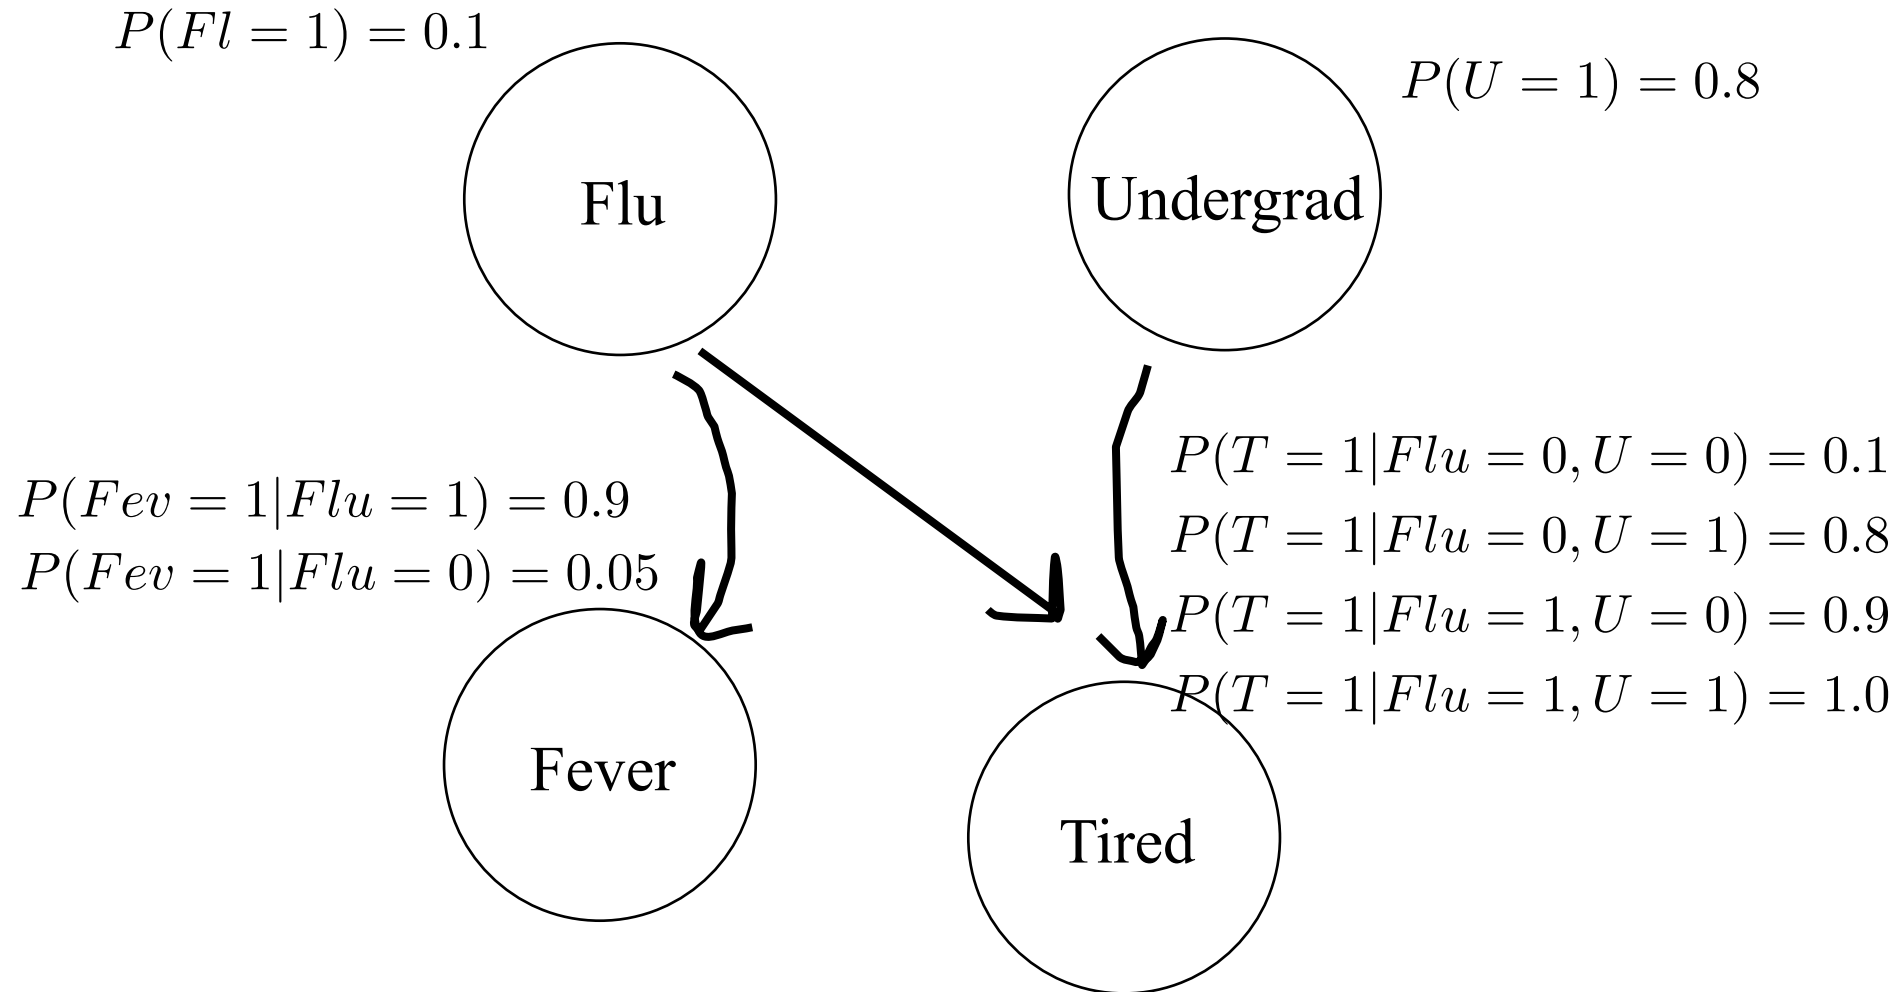 P(Fl = 1) = 0.1
P(U = 1) = 0.8
Flu
Undergrad
P(Fev = 1|Flu = 1) = 0.9
P(Fev = 1|Flu = 0) = 0.05
P(T = 1|Flu = 0, U = 0) = 0.1
P(T = 1|Flu = 0, U = 1) = 0.8
P(T = 1|Flu = 1, U = 0) = 0.9
P(T = 1|Flu = 1, U = 1) = 1.0
Fever
Tired